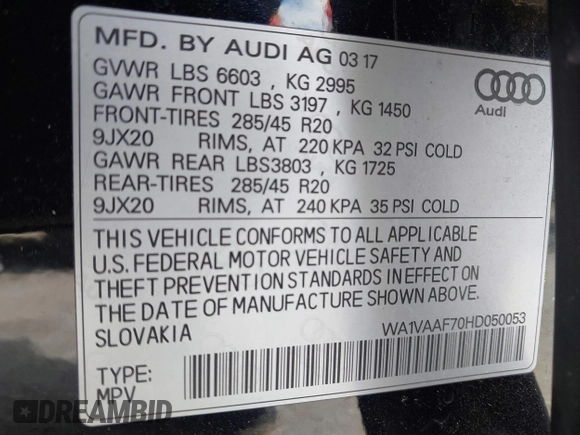 MFD. BY AUDI AG 03 17
GVWR LBS 6603 , KG 2995
GAWR FRONT LBS 3197 , KG 1450
FRONT-TIRES 285/45 R20
9JX20 RIMS, AT 220 KPA 32 PSI COLD
GAWR REAR LBS3803 , KG 1725
REAR-TIRES 285/45 R20
9JX20 RIMS, AT 240 KPA 35 PSI COLD
Audi
THIS VEHICLE CONFORMS TO ALL APPLICABLE
U.S. FEDERAL MOTOR VEHICLE SAFETY AND
THEFT PREVENTION STANDARDS IN EFFECT ON
THE DATE OF MANUFACTURE SHOWN ABOVE
SLOVAKIA
WA1VAAF70HD050053
TYPE:
MPV
DREAMBID